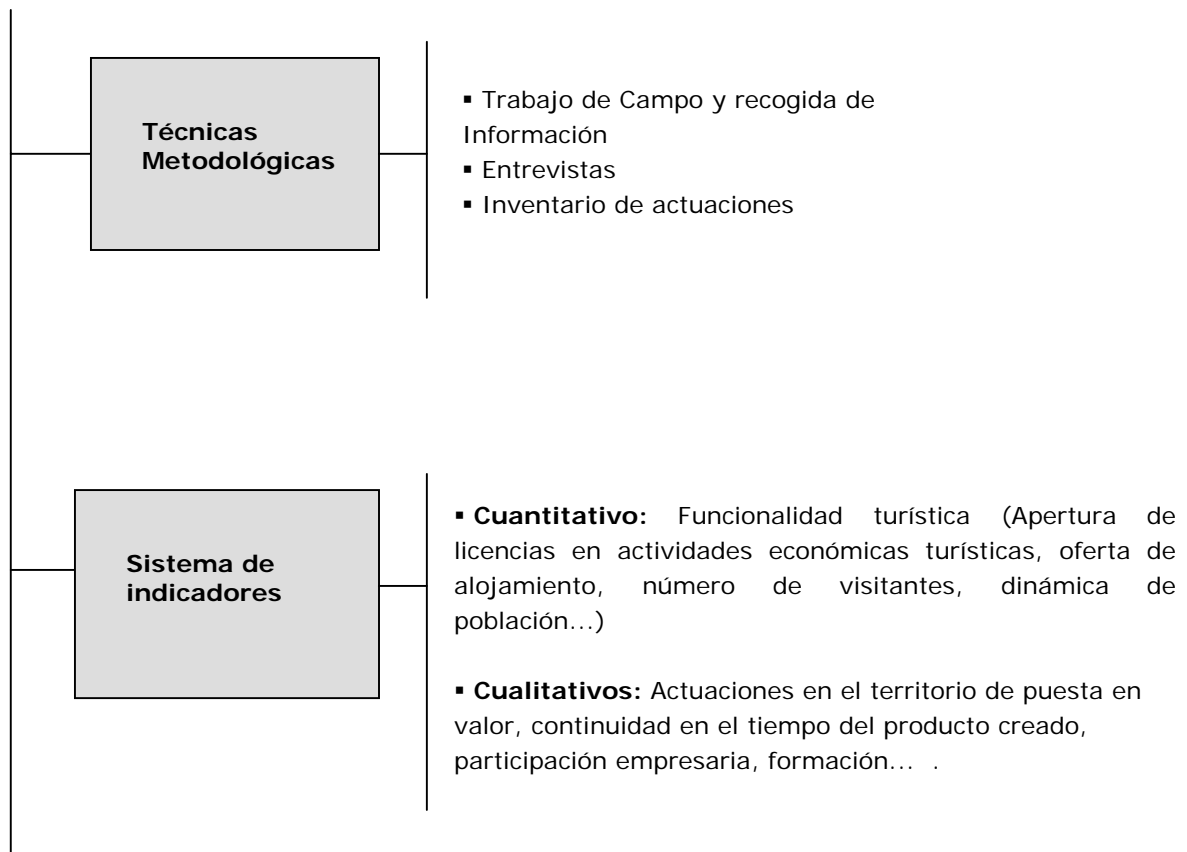 Técnicas
Metodológicas
▪ Trabajo de Campo y recogida de
Información
▪ Entrevistas
▪ Inventario de actuaciones
Sistema de
indicadores
▪ Cuantitativo: Funcionalidad turística (Apertura de
licencias en actividades económicas turísticas, oferta de
alojamiento, número de visitantes, dinámica de
población...)
▪ Cualitativos: Actuaciones en el territorio de puesta en
valor, continuidad en el tiempo del producto creado,
participación empresaria, formación... .